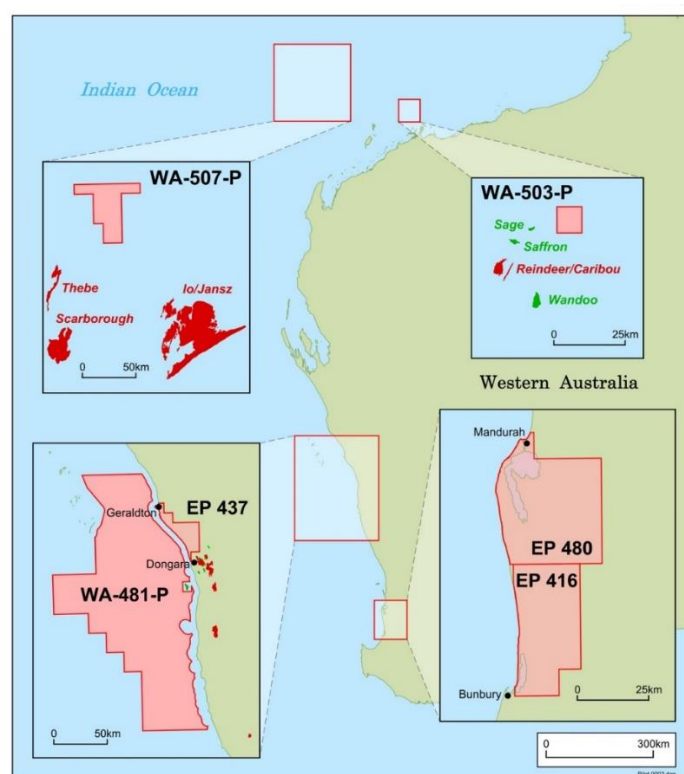 Indian Ocean
WA-507-P
Thebe
Scarborough
Io/Jansz
0 50km
WA-503-P
Sage
Saffron
Reindeer/Caribou
Wandoo
0 25km
Western Australia
Geraldton
EP 437
Dongara
WA-481-P
0 50km
Mandurah
EP 480
EP 416
Bunbury
0 25km
0 300km